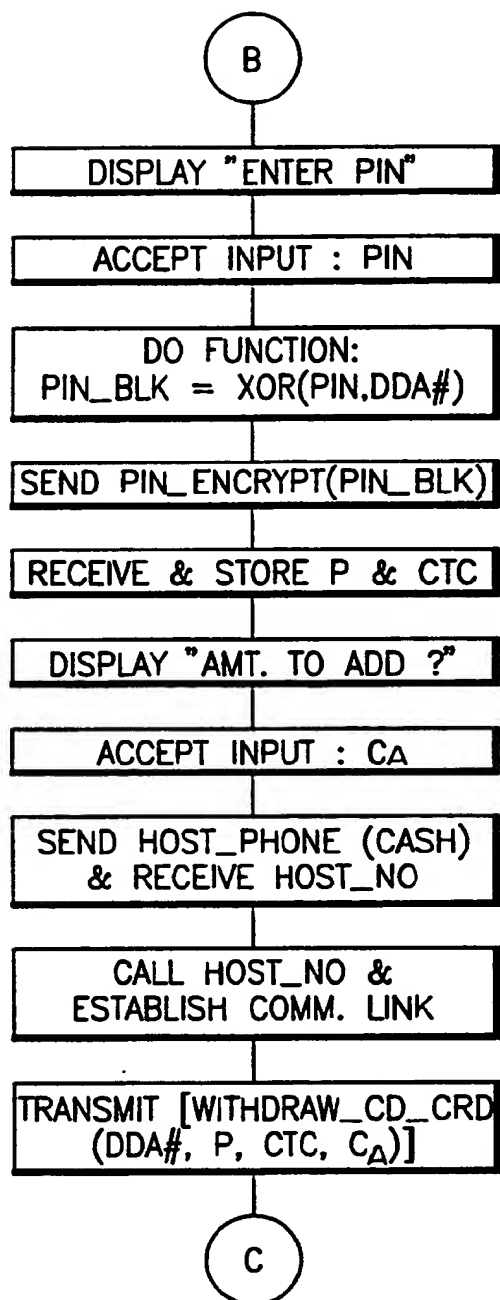 B
DISPLAY "ENTER PIN"
ACCEPT INPUT : PIN
DO FUNCTION:
PIN_BLK = XOR(PIN,DDA#)
SEND PIN_ENCRYPT(PIN_BLK)
RECEIVE & STORE P & CTC
DISPLAY "AMT. TO ADD ?"
ACCEPT INPUT : CΔ
SEND HOST_PHONE (CASH)
& RECEIVE HOST_NO
CALL HOST_NO &
ESTABLISH COMM. LINK
TRANSMIT [WITHDRAW_CD_CRD
(DDA#, P, CTC, CΔ)]
C